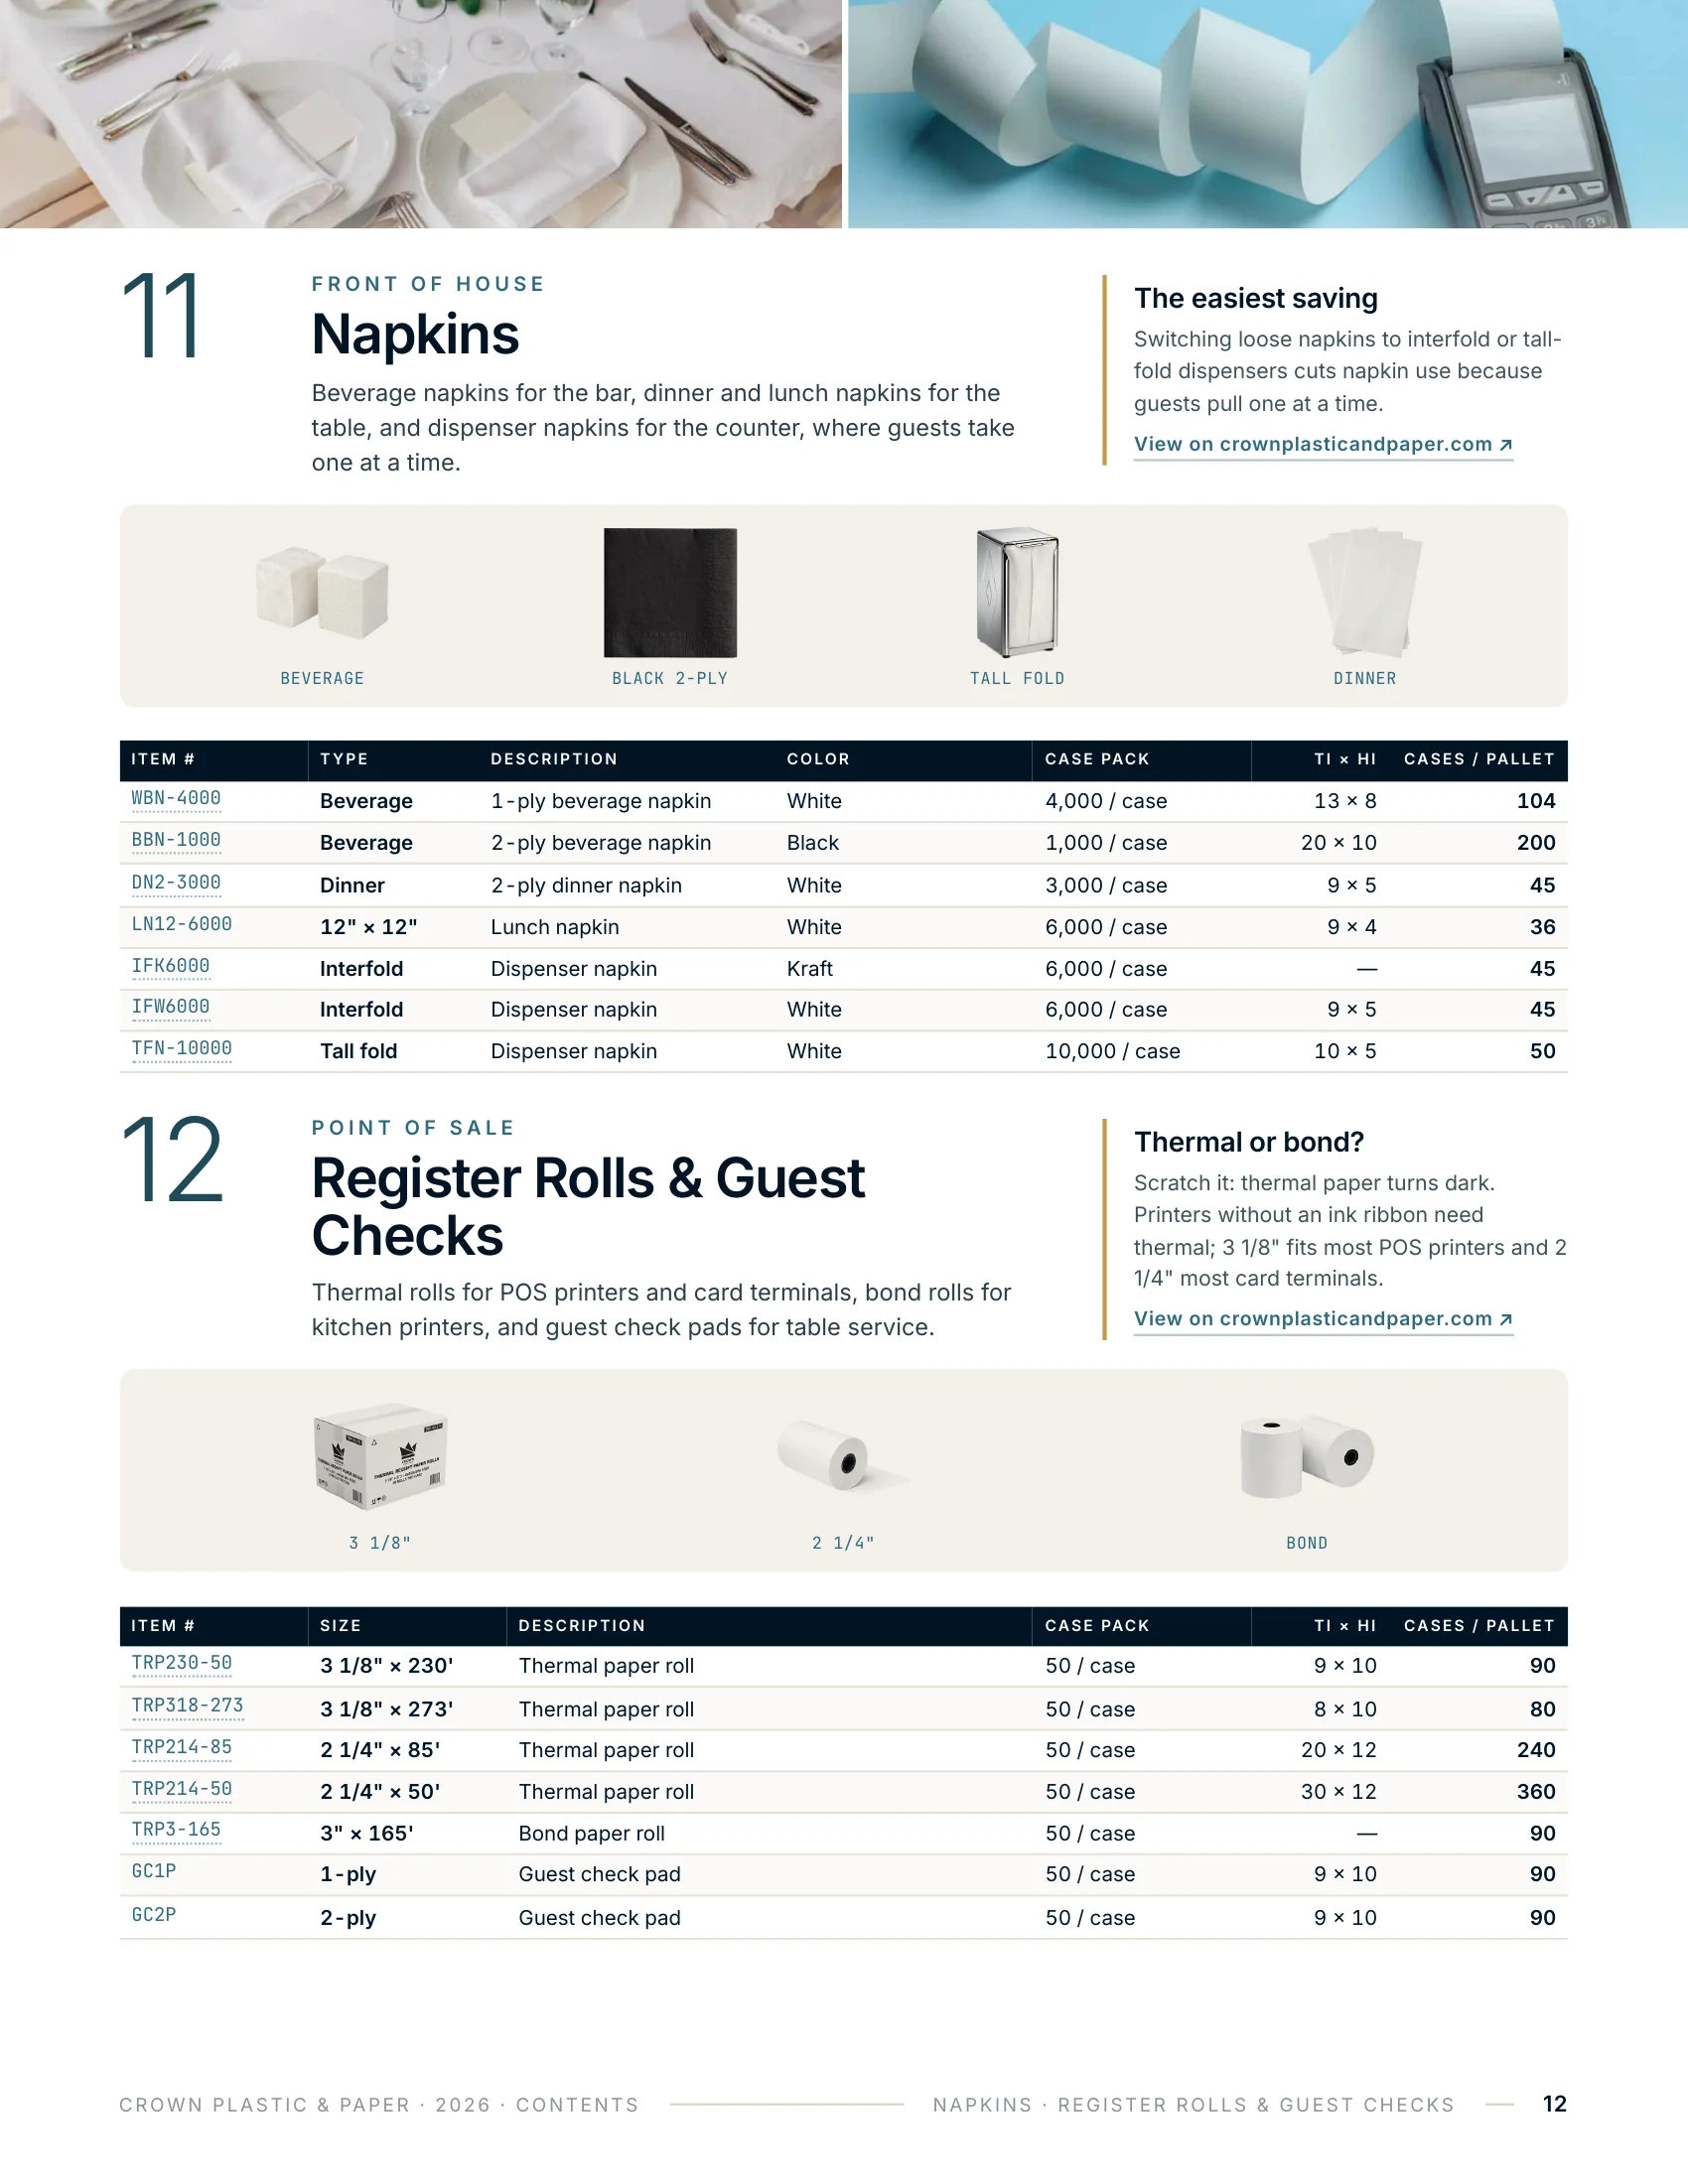 11
FRONT OF HOUSE
Napkins
Beverage napkins for the bar, dinner and lunch napkins for the
table, and dispenser napkins for the counter, where guests take
one at a time.
The easiest saving
Switching loose napkins to interfold or tall-
fold dispensers cuts napkin use because
guests pull one at a time.
View on crownplasticandpaper.com ↗
BEVERAGE
BLACK 2-PLY
TALL FOLD
DINNER
ITEM # TYPE DESCRIPTION COLOR CASE PACK TI × HI CASES / PALLET
WBN-4000 Beverage 1-ply beverage napkin White 4,000 / case 13 × 8 104
BBN-1000 Beverage 2-ply beverage napkin Black 1,000 / case 20 × 10 200
DN2-3000 Dinner 2-ply dinner napkin White 3,000 / case 9 × 5 45
LN12-6000 12" × 12" Lunch napkin White 6,000 / case 9 × 4 36
IFK6000 Interfold Dispenser napkin Kraft 6,000 / case — 45
IFW6000 Interfold Dispenser napkin White 6,000 / case 9 × 5 45
TFN-10000 Tall fold Dispenser napkin White 10,000 / case 10 × 5 50
12
POINT OF SALE
Register Rolls & Guest
Checks
Thermal rolls for POS printers and card terminals, bond rolls for
kitchen printers, and guest check pads for table service.
Thermal or bond?
Scratch it: thermal paper turns dark.
Printers without an ink ribbon need
thermal; 3 1/8" fits most POS printers and 2
1/4" most card terminals.
View on crownplasticandpaper.com ↗
THERMAL RECEIPT PAPER ROLLS
3 1/8"
2 1/4"
BOND
ITEM # SIZE DESCRIPTION CASE PACK TI × HI CASES / PALLET
TRP230-50 3 1/8" × 230' Thermal paper roll 50 / case 9 × 10 90
TRP318-273 3 1/8" × 273' Thermal paper roll 50 / case 8 × 10 80
TRP214-85 2 1/4" × 85' Thermal paper roll 50 / case 20 × 12 240
TRP214-50 2 1/4" × 50' Thermal paper roll 50 / case 30 × 12 360
TRP3-165 3" × 165' Bond paper roll 50 / case — 90
GC1P 1-ply Guest check pad 50 / case 9 × 10 90
GC2P 2-ply Guest check pad 50 / case 9 × 10 90
CROWN PLASTIC & PAPER · 2026 · CONTENTS
NAPKINS · REGISTER ROLLS & GUEST CHECKS
12